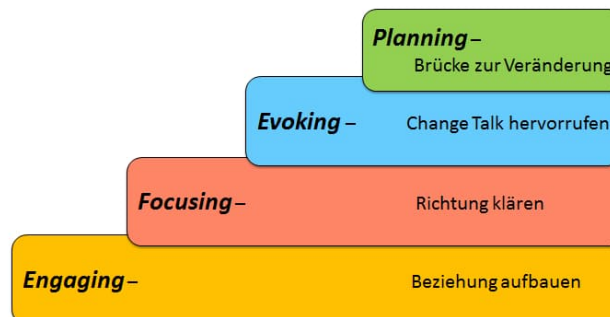 Planning –
Brücke zur Veränderung
Evoking – Change Talk hervorrufen
Focusing – Richtung klären
Engaging – Beziehung aufbauen